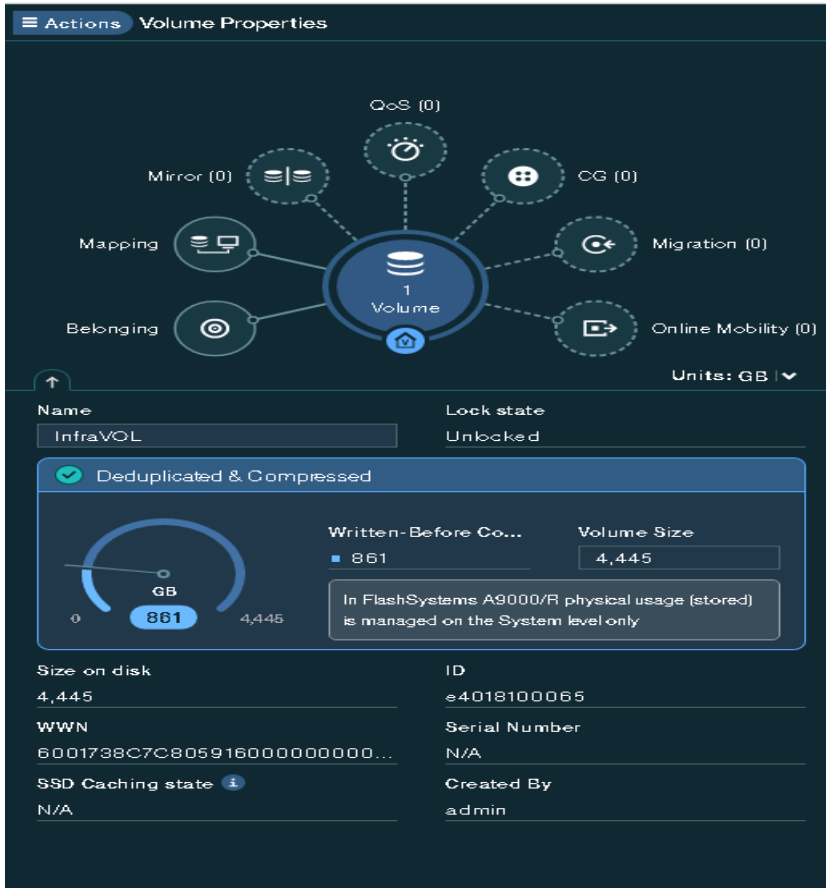 Actions Volume Properties
QoS (0)
Mirror (0)
CG (0)
Mapping
Migration (0)
1
Volume
Belonging
Online Mobility (0)
V
Units: GB
Name
Lock state
InfraVOL
Unlocked
Deduplicated & Compressed
Written-Before Co...
Volume Size
861
4,445
GB
0
861
4,445
In FlashSystems A9000/R physical usage (stored)
is managed on the System level only
Size on disk
ID
4,445
e4018100065
WWN
Serial Number
6001738C7C8059160000000000...
N/A
SSD Caching state i
Created By
N/A
admin